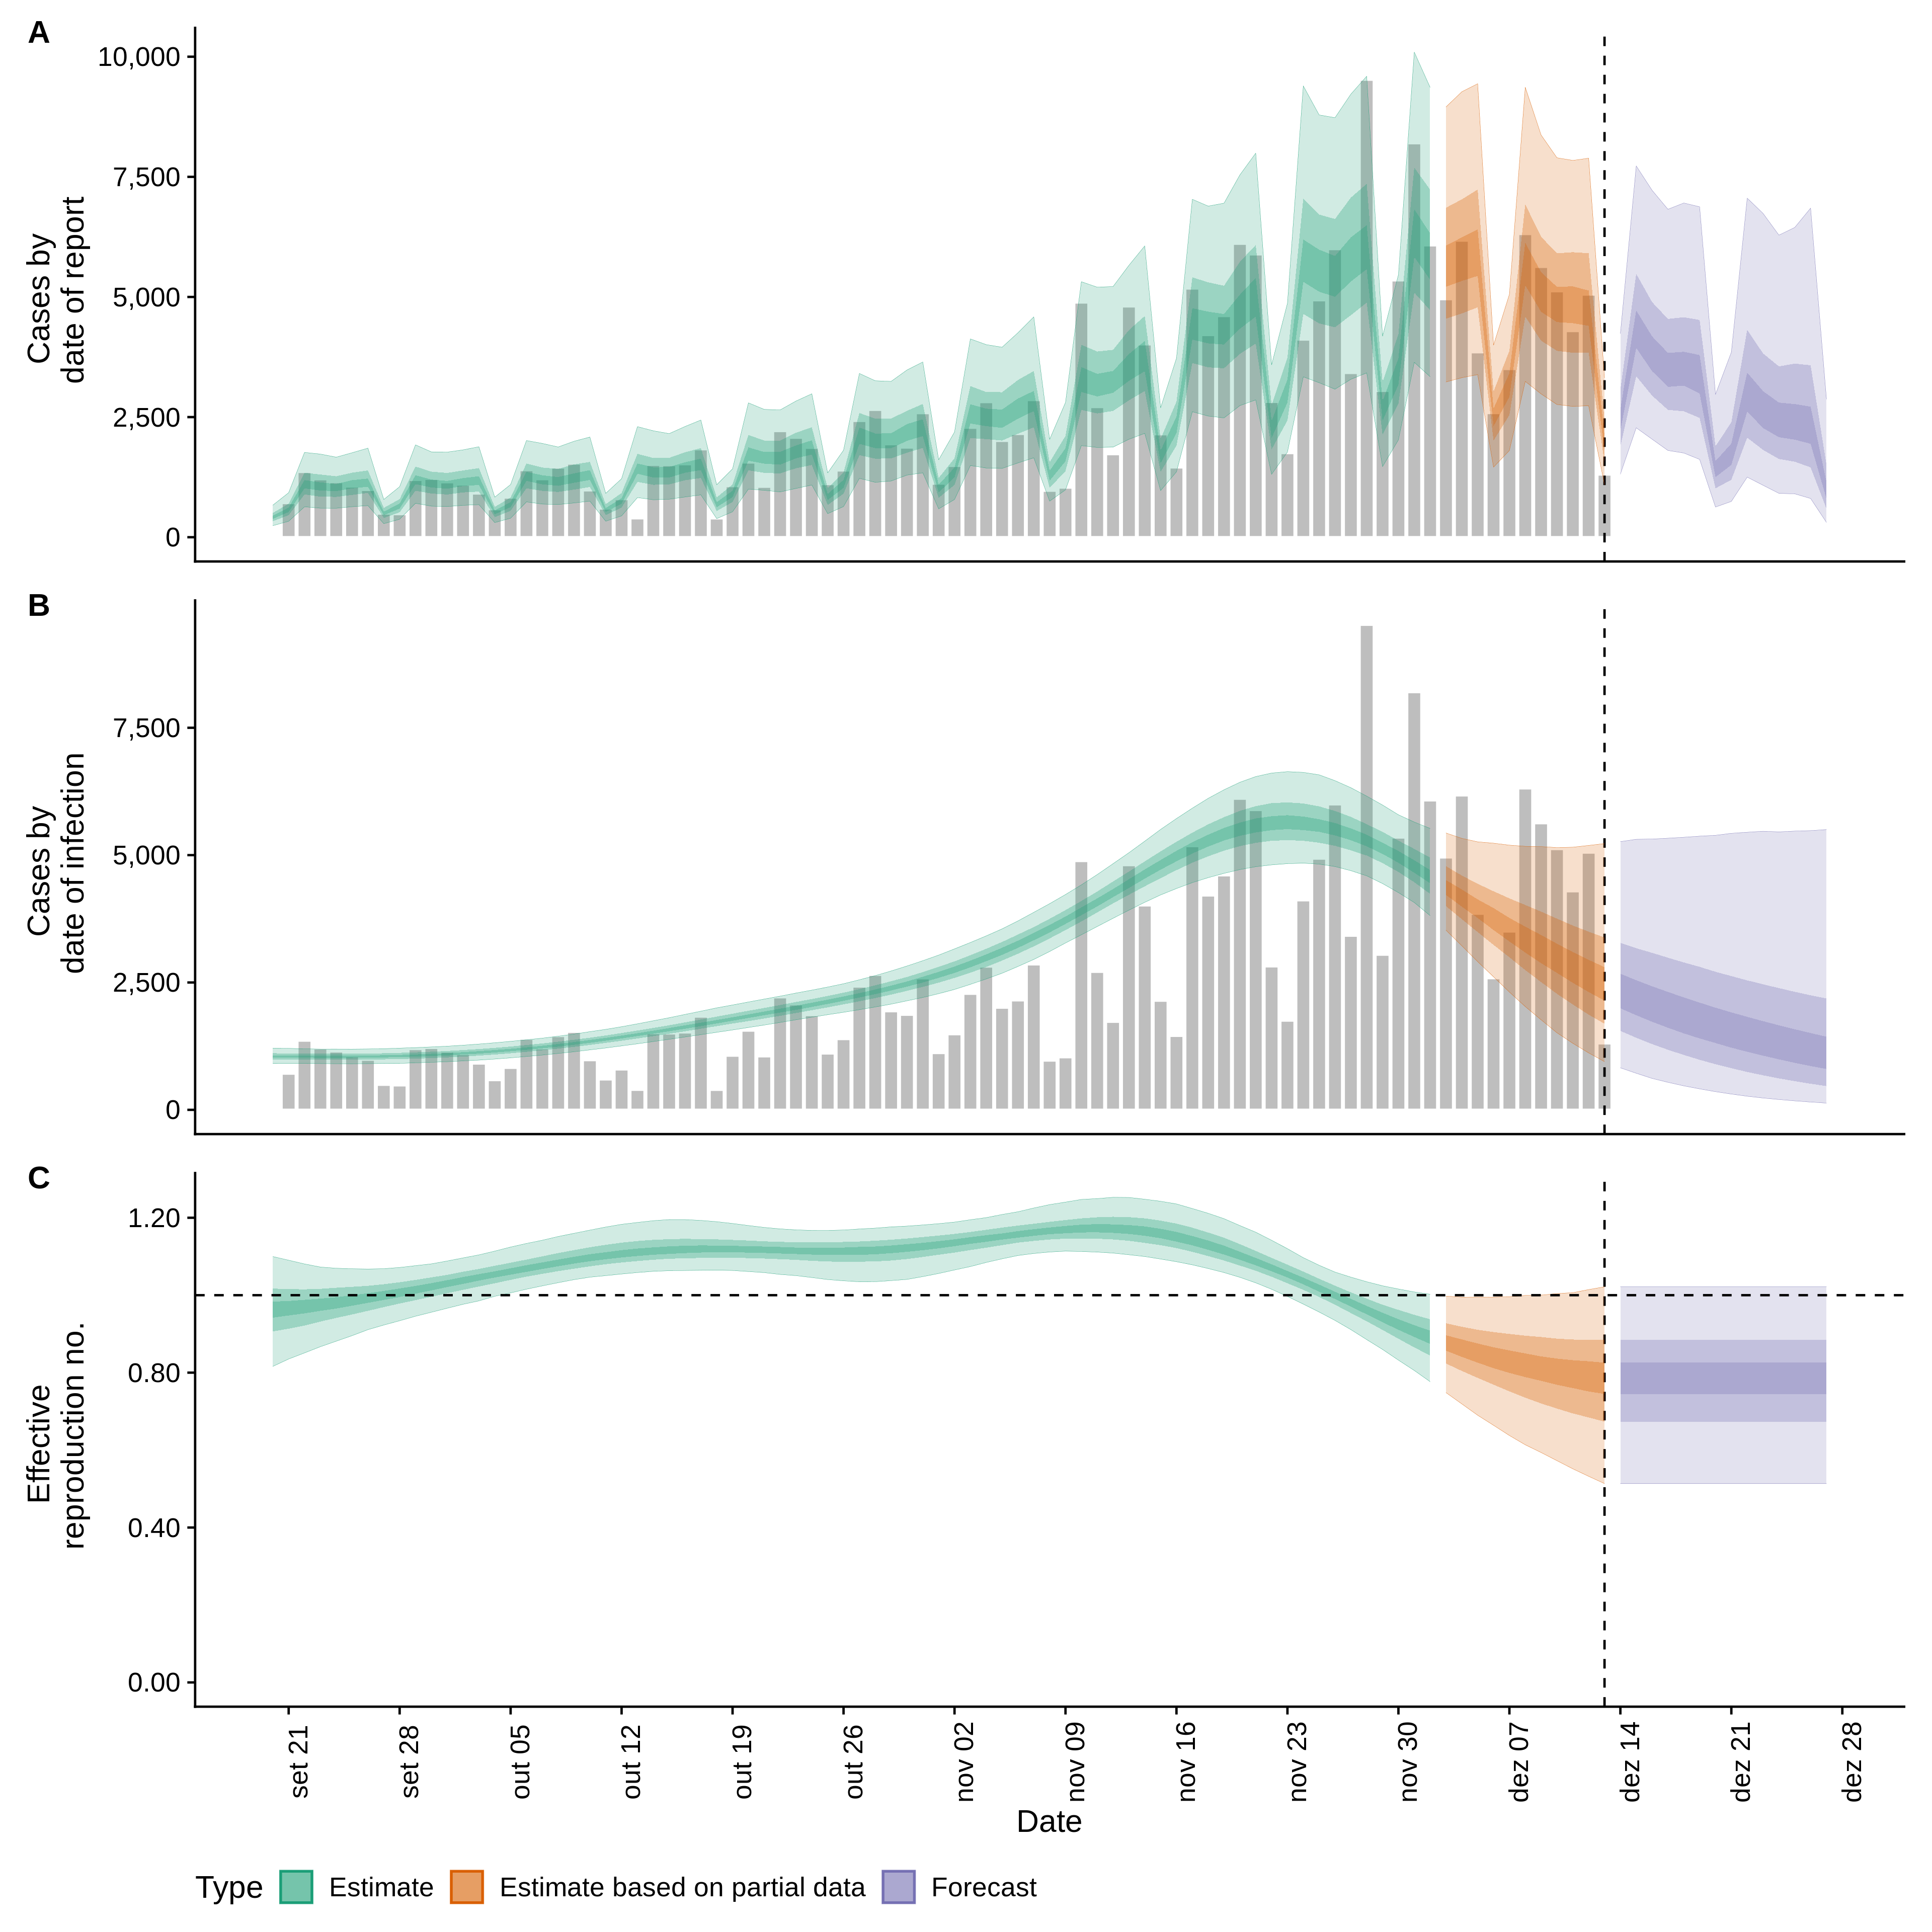 A
Cases by
date of report
10,000
7,500
5,000
2,500
0
B
Cases by
date of infection
7,500
5,000
2,500
0
C
Effective
reproduction no.
1.20
0.80
0.40
0.00
set 21
set 28
out 05
out 12
out 19
out 26
nov 02
nov 09
nov 16
nov 23
nov 30
dez 07
dez 14
dez 21
dez 28
Date
Type
Estimate
Estimate based on partial data
Forecast